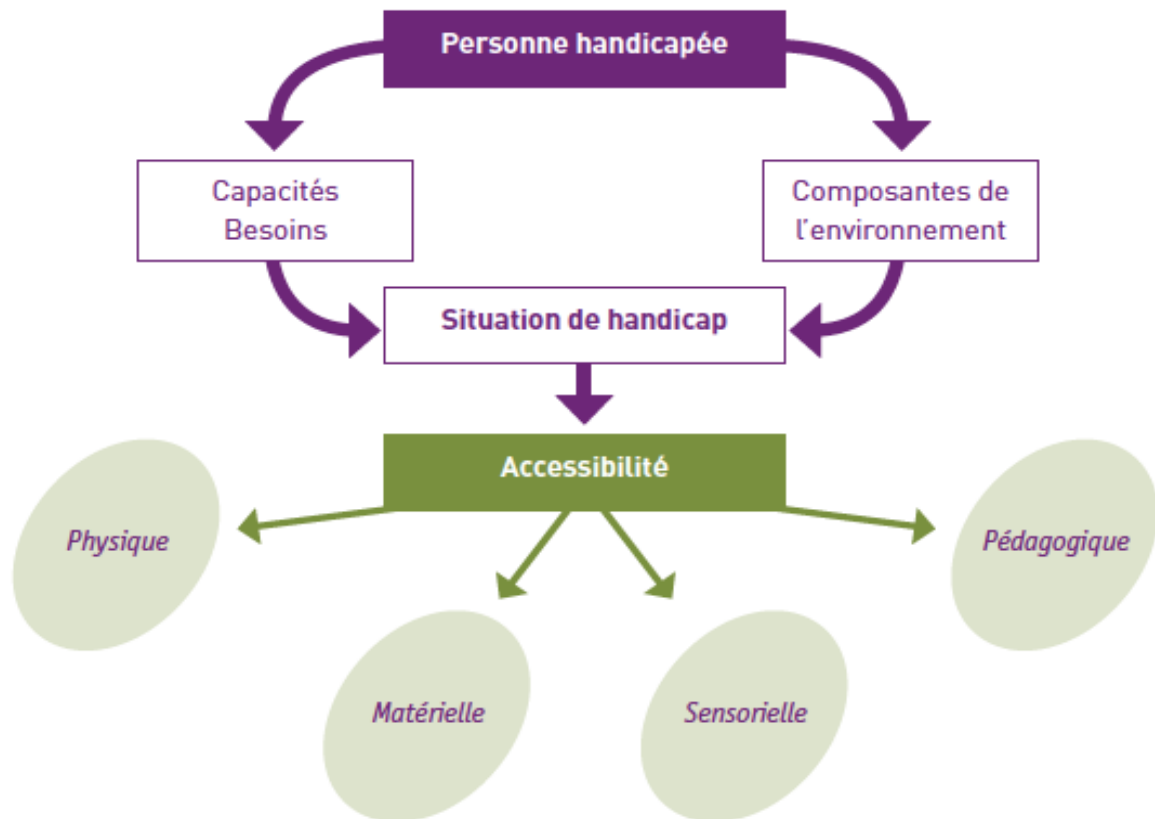 Personne handicapée
Capacités
Besoins
Composantes de
l'environnement
Situation de handicap
Accessibilité
Physique
Pédagogique
Matérielle
Sensorielle